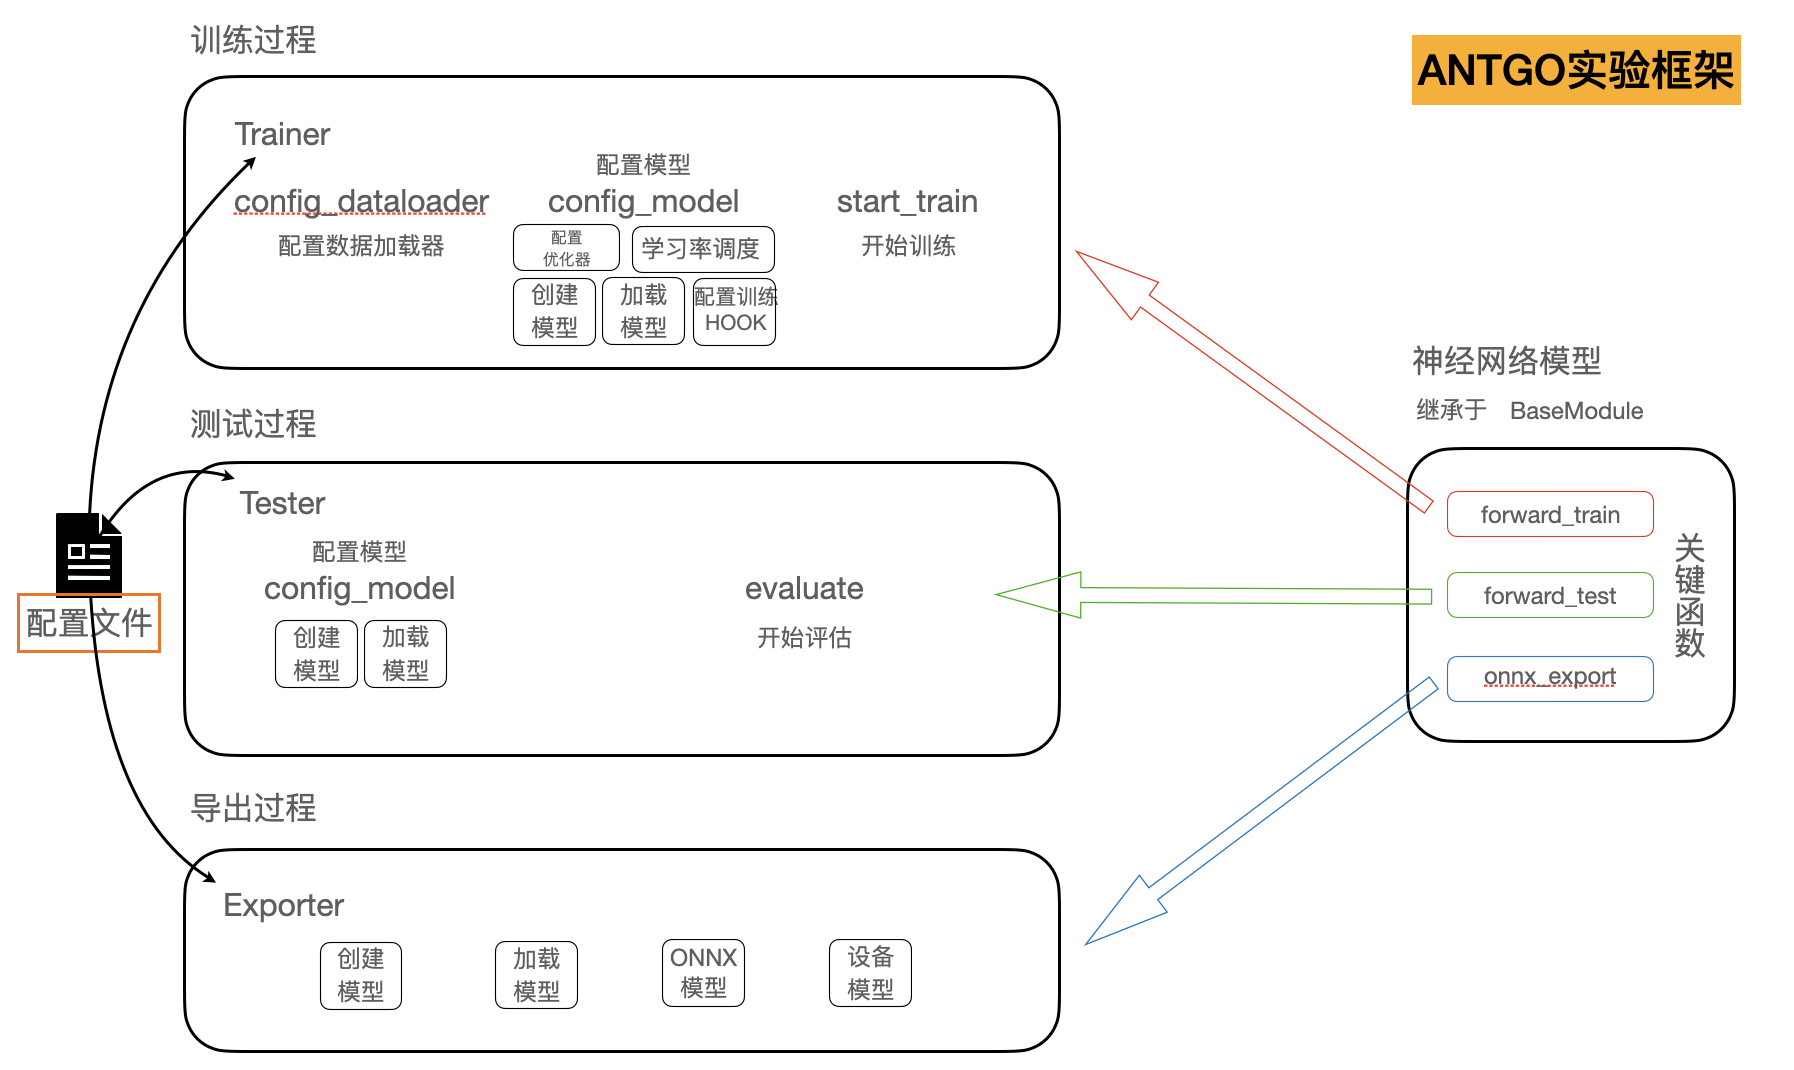 训练过程
ANTGO实验框架
Trainer
配置模型
config_dataloader
config_model
start_train
配置数据加载器
配置
优化器
学习率调度
开始训练
创建
模型
加载
模型
配置训练
HOOK
神经网络模型
继承于 BaseModule
测试过程
Tester
配置模型
config_model
evaluate
创建
模型
加载
模型
开始评估
forward_train
forward_test
onnx_export
关键函数
配置文件
导出过程
Exporter
创建
模型
加载
模型
ONNX
模型
设备
模型